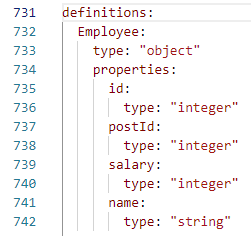 731 definitions:
732   Employee:
733     type: "object"
734     properties:
735       id:
736         type: "integer"
737       postId:
738         type: "integer"
739       salary:
740         type: "integer"
741       name:
742         type: "string"